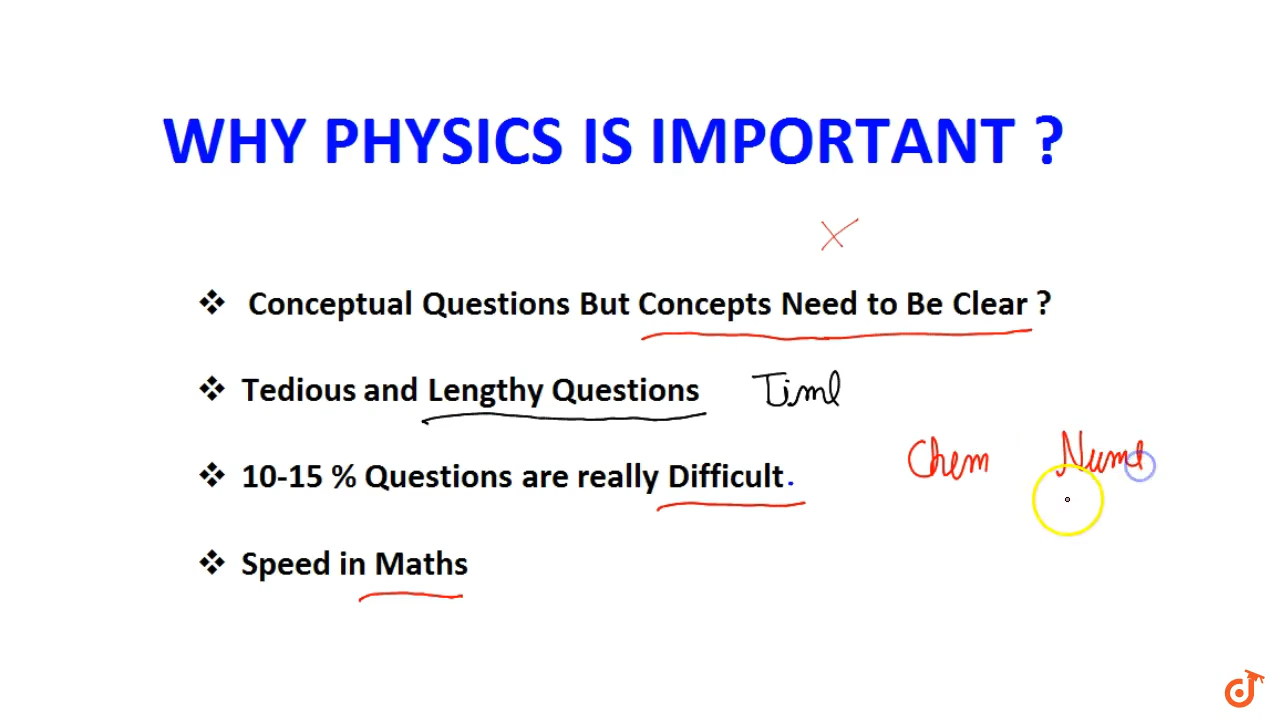 WHY PHYSICS IS IMPORTANT ?
❖ Conceptual Questions But Concepts Need to Be Clear ?
❖ Tedious and Lengthy Questions Time
Chem Nume
❖ 10-15 % Questions are really Difficult.
❖ Speed in Maths